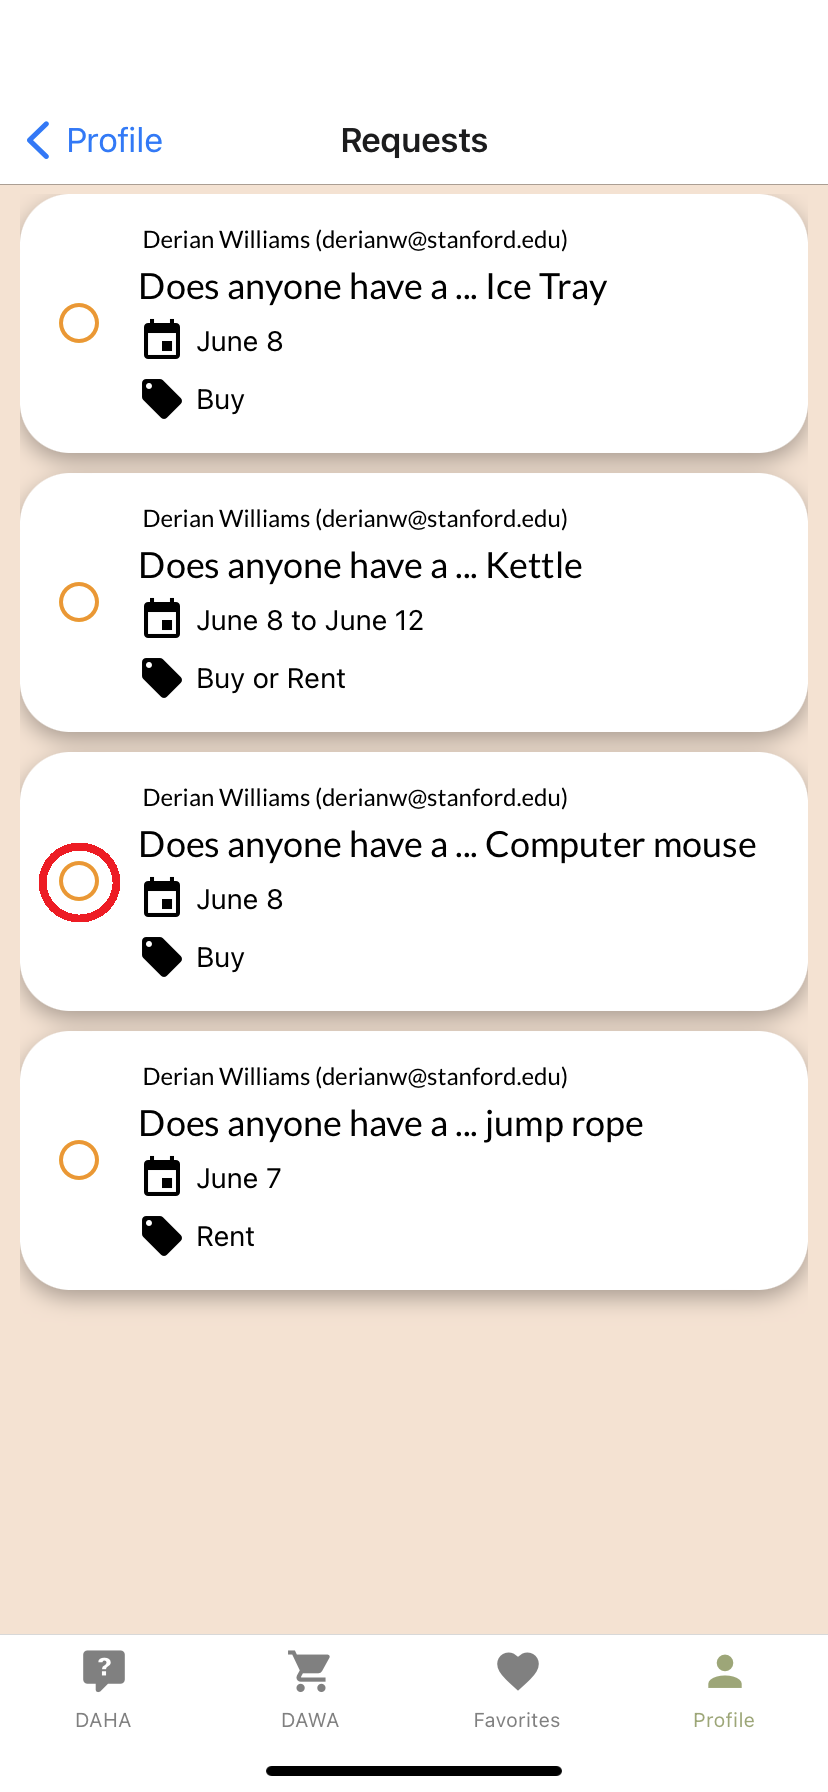 Profile
Requests
Derian Williams (derianw@stanford.edu)
Does anyone have a ... Ice Tray
June 8
Buy
Derian Williams (derianw@stanford.edu)
Does anyone have a ... Kettle
June 8 to June 12
Buy or Rent
Derian Williams (derianw@stanford.edu)
Does anyone have a ... Computer mouse
June 8
Buy
Derian Williams (derianw@stanford.edu)
Does anyone have a ... jump rope
June 7
Rent
?
DAHA
DAWA
Favorites
Profile